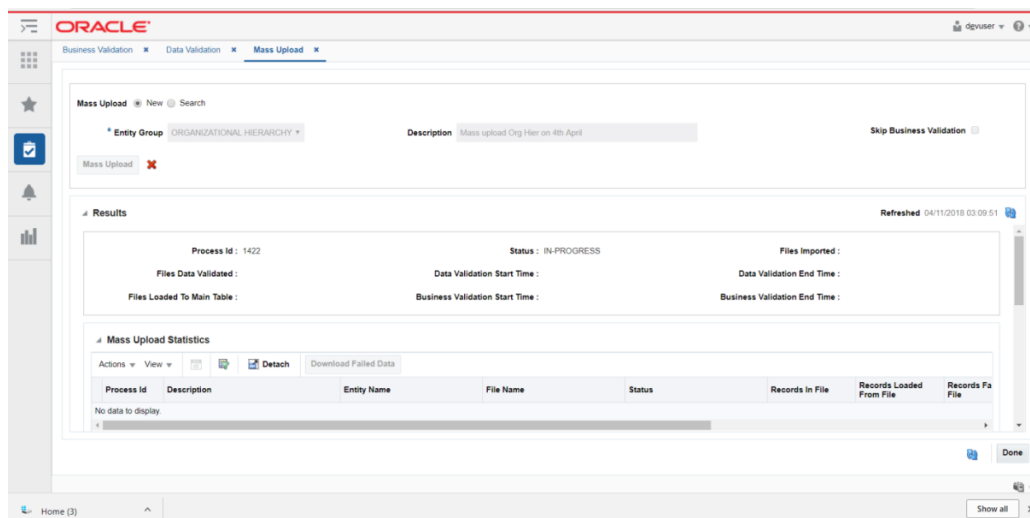 ORACLE®
devuser
Business Validation × Data Validation × Mass Upload ×
Mass Upload New Search
* Entity Group ORGANIZATIONAL HIERARCHY Description Mass upload Org Hier on 4th April Skip Business Validation
Mass Upload
Results Refreshed 04/11/2018 03:09:51
Process Id : 1422 Status : IN-PROGRESS Files Imported :
Files Data Validated : Data Validation Start Time : Data Validation End Time :
Files Loaded To Main Table : Business Validation Start Time : Business Validation End Time :
Mass Upload Statistics
Actions View Detach Download Failed Data
Process Id Description Entity Name File Name Status Records In File Records Loaded From File Records Fa File
No data to display.
Done
Home (3) Show all